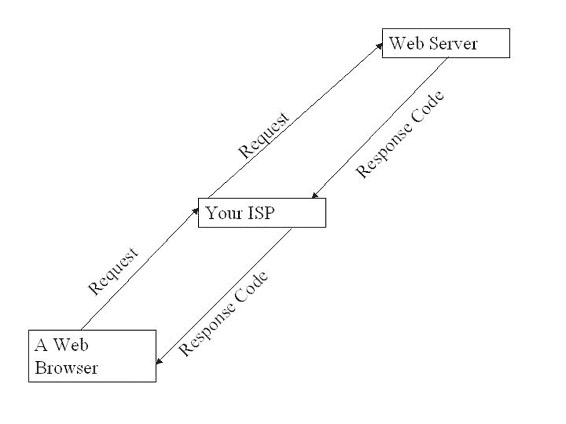 Web Server
Request
Response Code
Your ISP
Request
Response Code
A Web
Browser